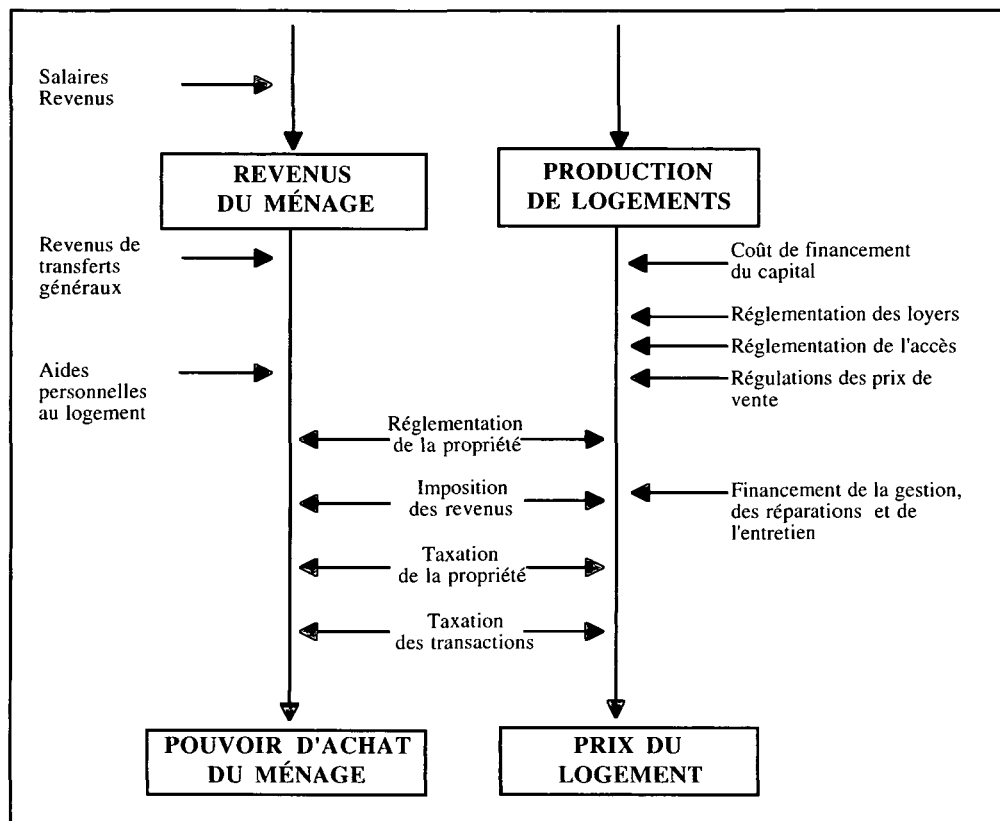 Salaires
Revenus
REVENUS
DU MÉNAGE
PRODUCTION
DE LOGEMENTS
Revenus de
transferts
généraux
Coût de financement
du capital
Réglementation des loyers
Réglementation de l'accès
Régulations des prix de
vente
Aides
personnelles
au logement
Réglementation
de la propriété
Imposition
des revenus
Financement de la gestion,
des réparations et de
l'entretien
Taxation
de la propriété
Taxation
des transactions
POUVOIR D'ACHAT
DU MÉNAGE
PRIX DU
LOGEMENT